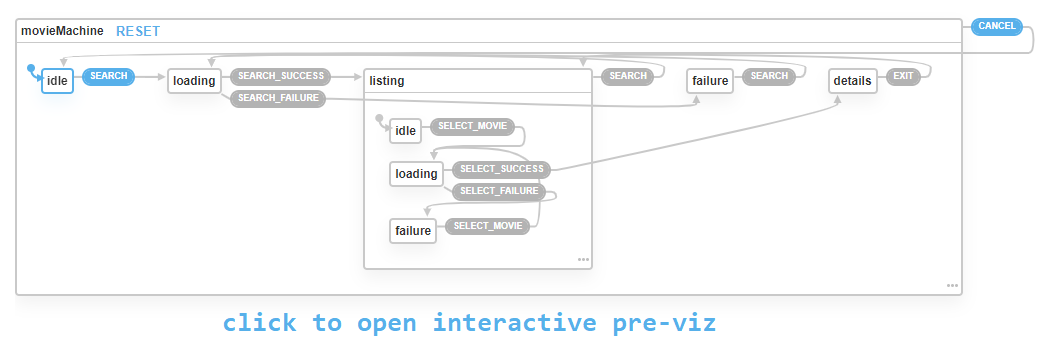 CANCEL
movieMachine RESET
idle SEARCH loading SEARCH_SUCCESS listing SEARCH failure SEARCH details EXIT
SEARCH_FAILURE
idle SELECT_MOVIE
loading SELECT_SUCCESS
SELECT_FAILURE
failure SELECT_MOVIE
click to open interactive pre-viz